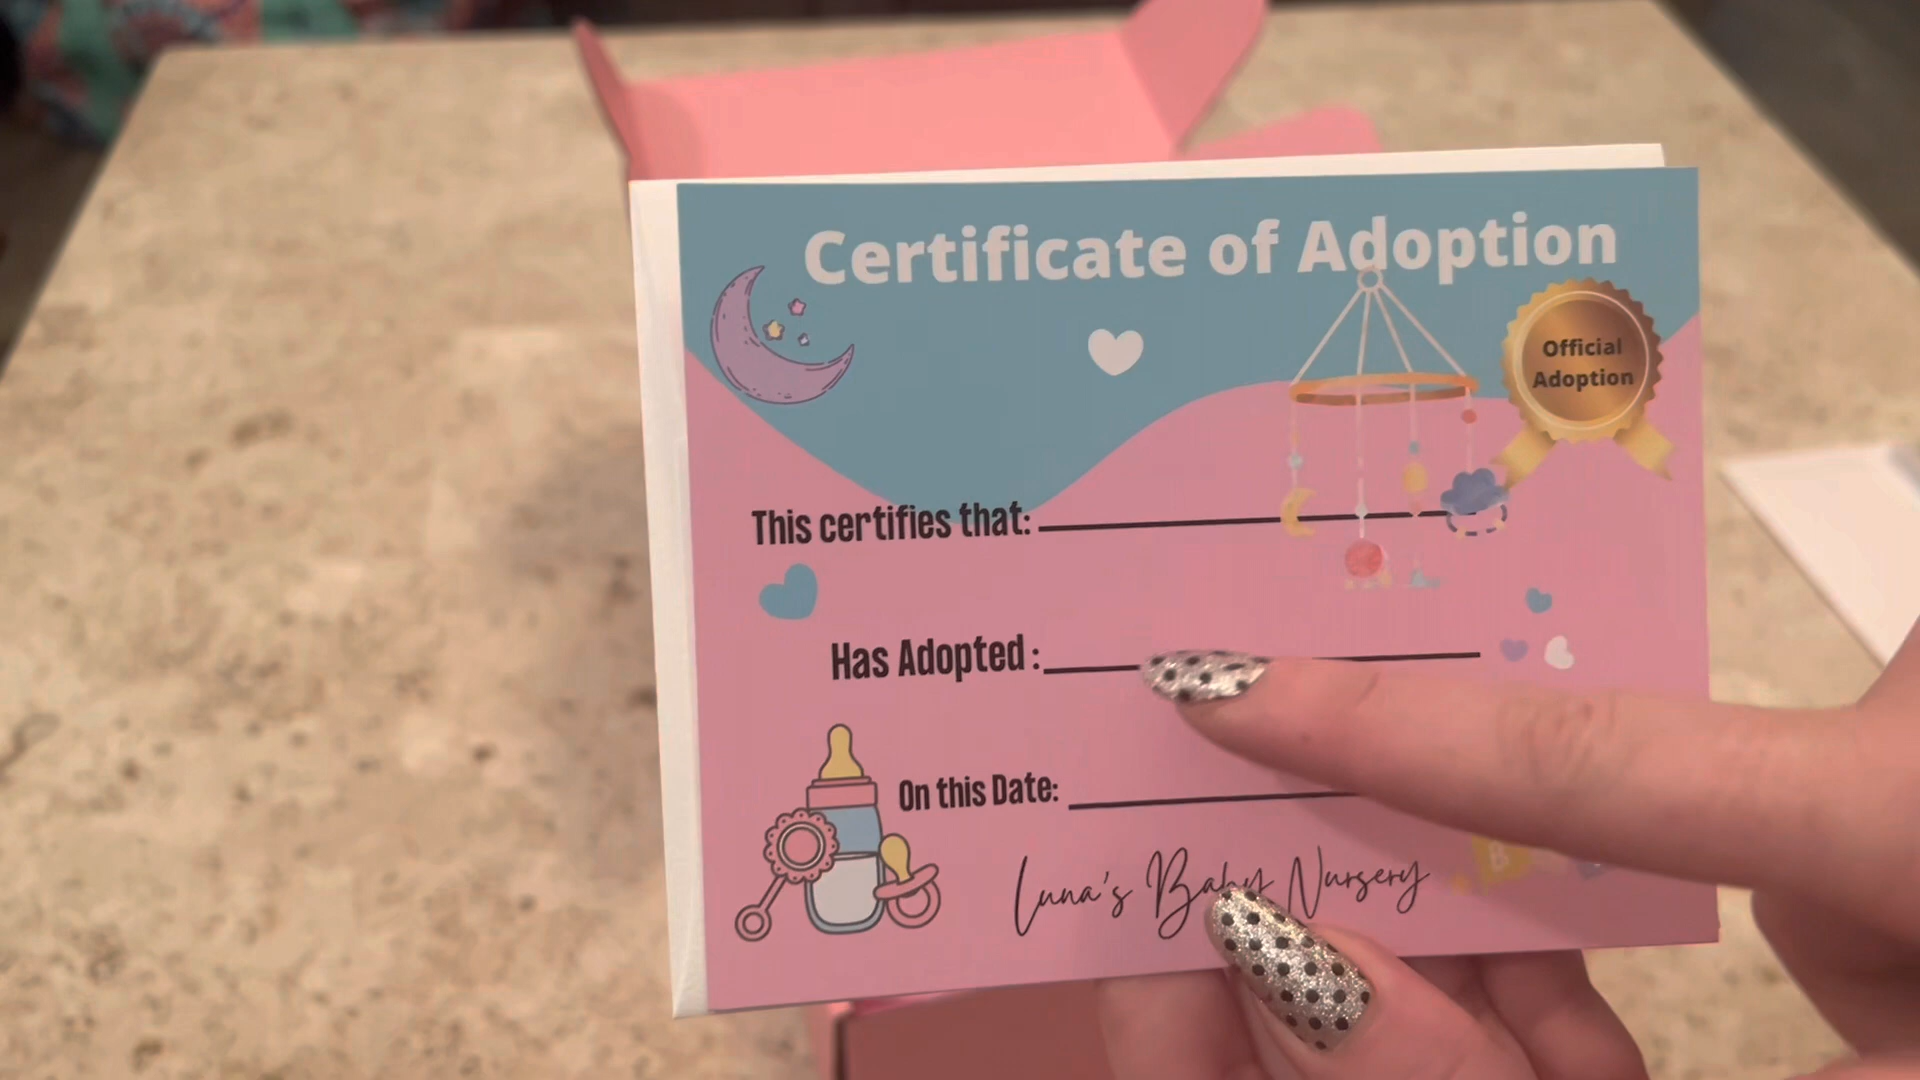 Certificate of Adoption
Official
Adoption
This certifies that:
Has Adopted :
On this Date:
Luna's Baby Nursery